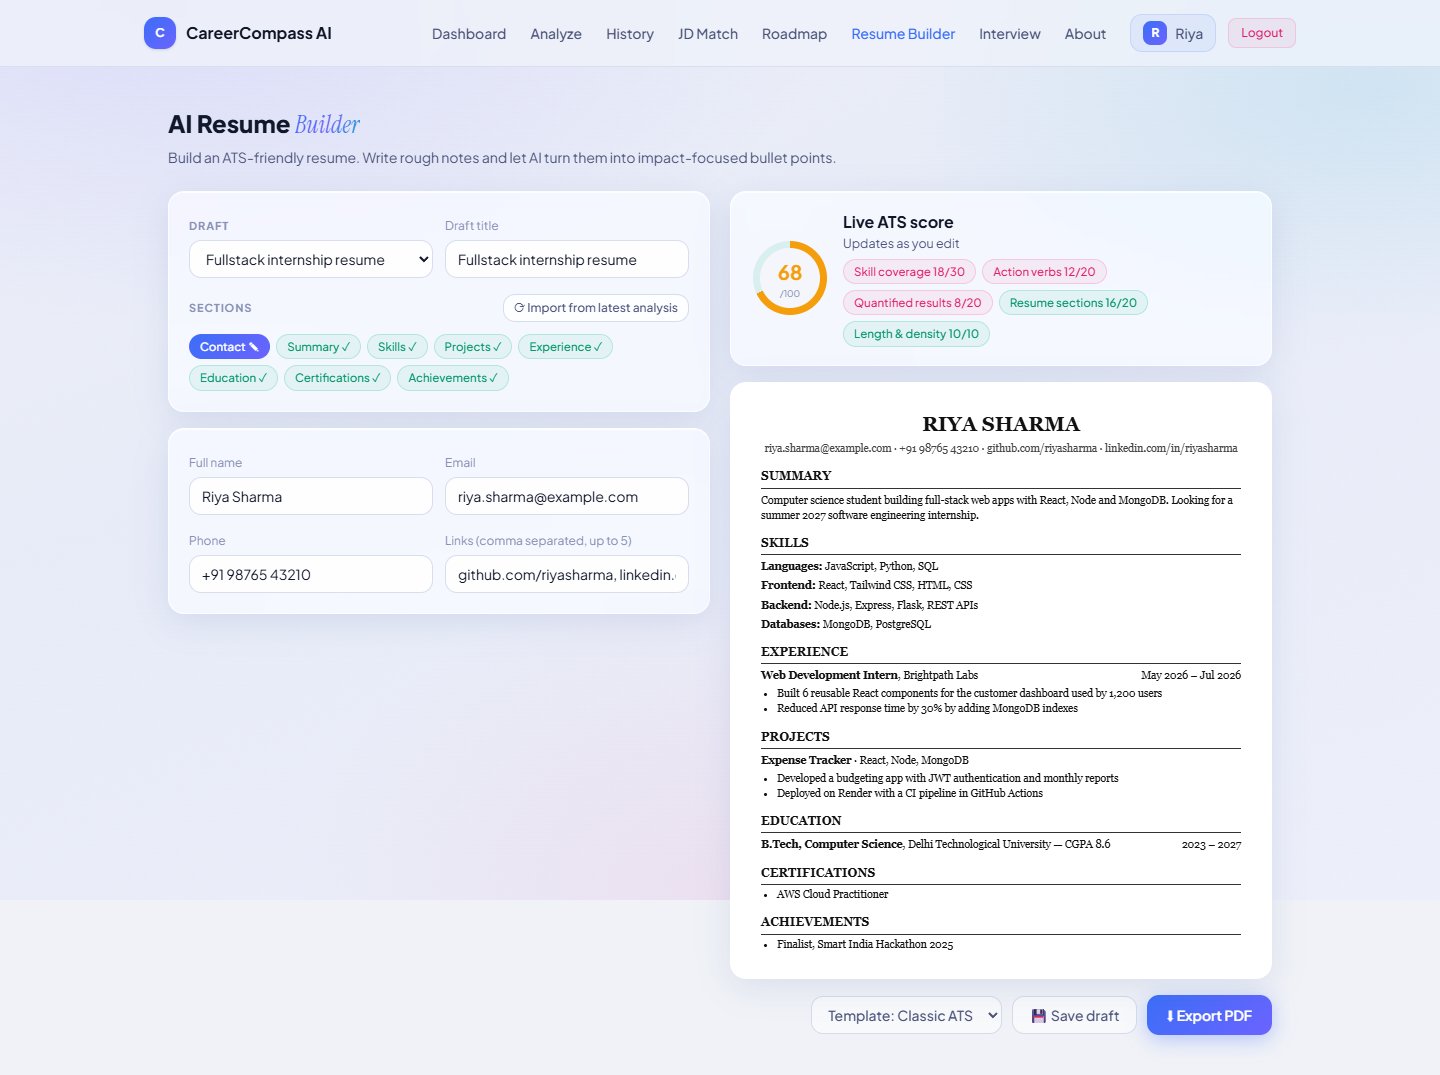 C CareerCompass AI Dashboard Analyze History JD Match Roadmap Resume Builder Interview About R Riya Logout
AI Resume Builder
Build an ATS-friendly resume. Write rough notes and let AI turn them into impact-focused bullet points.
DRAFT Draft title
Fullstack internship resume Fullstack internship resume
SECTIONS Import from latest analysis
Contact Summary ✓ Skills ✓ Projects ✓ Experience ✓
Education ✓ Certifications ✓ Achievements ✓
Full name Email
Riya Sharma riya.sharma@example.com
Phone Links (comma separated, up to 5)
+91 98765 43210 github.com/riyasharma, linkedin.
Live ATS score
Updates as you edit
68
/100
Skill coverage 18/30 Action verbs 12/20
Quantified results 8/20 Resume sections 16/20
Length & density 10/10
RIYA SHARMA
riya.sharma@example.com · +91 98765 43210 · github.com/riyasharma · linkedin.com/in/riyasharma
SUMMARY
Computer science student building full-stack web apps with React, Node and MongoDB. Looking for a
summer 2027 software engineering internship.
SKILLS
Languages: JavaScript, Python, SQL
Frontend: React, Tailwind CSS, HTML, CSS
Backend: Node.js, Express, Flask, REST APIs
Databases: MongoDB, PostgreSQL
EXPERIENCE
Web Development Intern, Brightpath Labs May 2026 – Jul 2026
• Built 6 reusable React components for the customer dashboard used by 1,200 users
• Reduced API response time by 30% by adding MongoDB indexes
PROJECTS
Expense Tracker · React, Node, MongoDB
• Developed a budgeting app with JWT authentication and monthly reports
• Deployed on Render with a CI pipeline in GitHub Actions
EDUCATION
B.Tech, Computer Science, Delhi Technological University — CGPA 8.6 2023 – 2027
CERTIFICATIONS
• AWS Cloud Practitioner
ACHIEVEMENTS
• Finalist, Smart India Hackathon 2025
Template: Classic ATS Save draft Export PDF